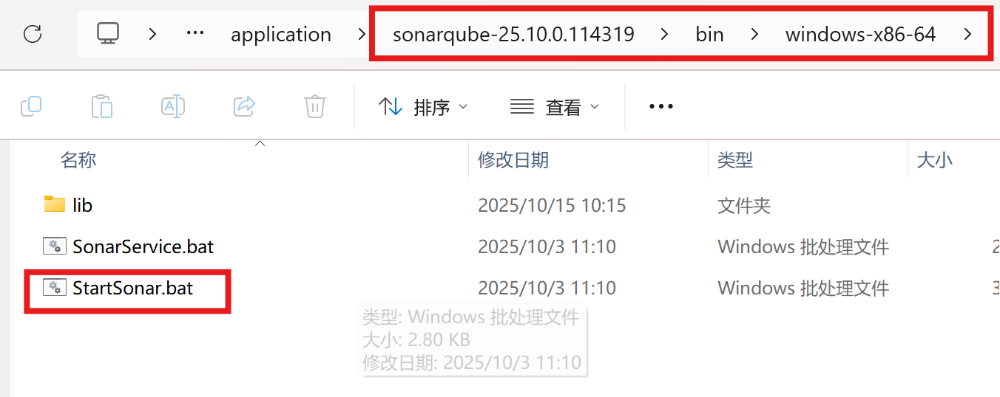 application sonarqube-25.10.0.114319 bin windows-x86-64
排序 查看
名称 修改日期 类型 大小
lib 2025/10/15 10:15 文件夹
SonarService.bat 2025/10/3 11:10 Windows 批处理文件
StartSonar.bat 2025/10/3 11:10 Windows 批处理文件
类型: Windows 批处理文件
大小: 2.80 KB
修改日期: 2025/10/3 11:10